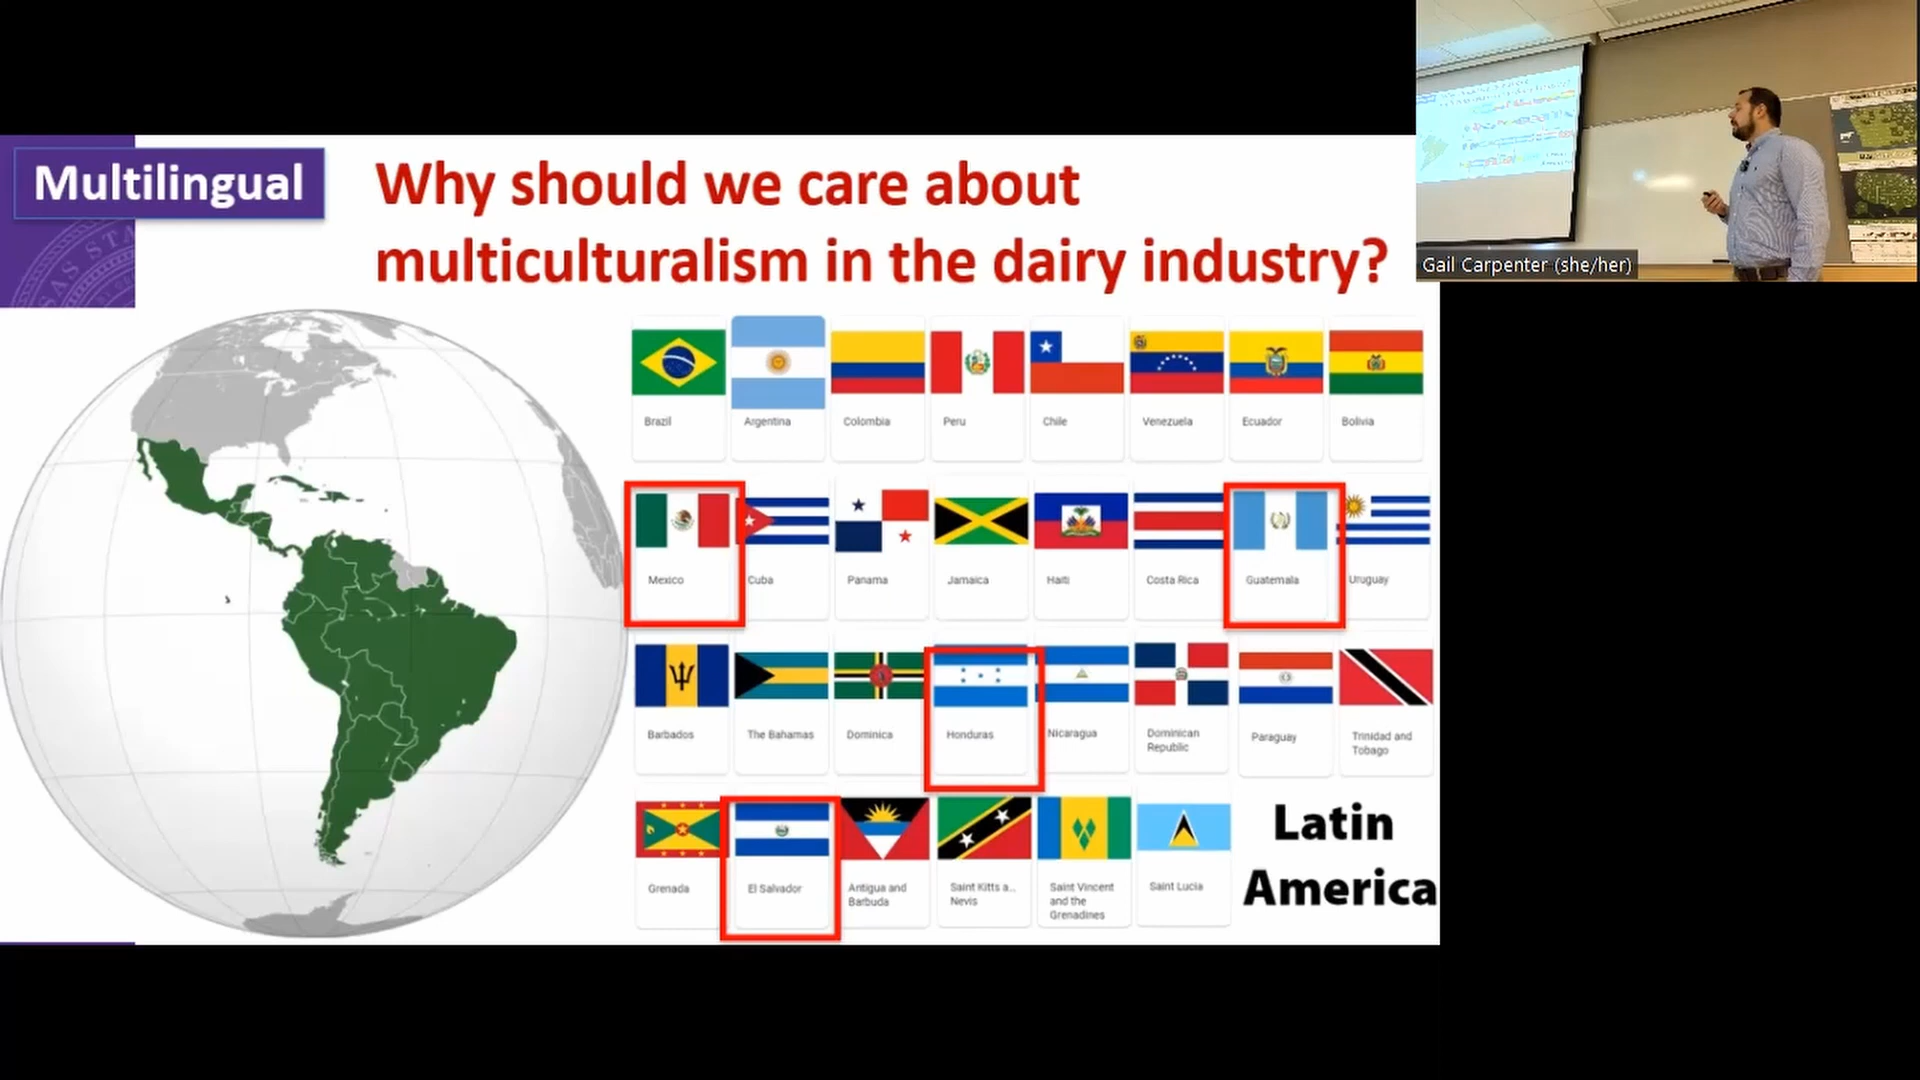 Multilingual
Why should we care about
multiculturalism in the dairy industry?
Gail Carpenter (she/her)
Brazil
Argentina
Colombia
Peru
Chile
Venezuela
Ecuador
Bolivia
Mexico
Cuba
Panama
Jamaica
Haiti
Costa Rica
Guatemala
Uruguay
Barbados
The Bahamas
Dominica
Honduras
Nicaragua
Dominican
Republic
Paraguay
Trinidad and
Tobago
Grenada
El Salvador
Antigua and
Barbuda
Saint Kitts a...
Nevis
Saint Vincent
and the
Grenadines
Saint Lucia
Latin
America